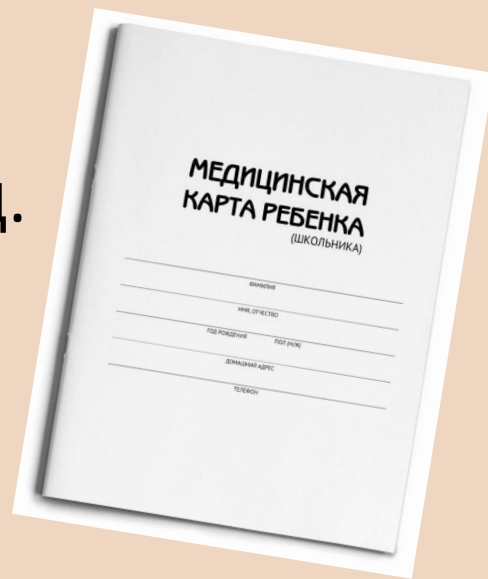 МЕДИЦИНСКАЯ
КАРТА РЕБЕНКА
(ШКОЛЬНИКА)
ФАМИЛИЯ
ИМЯ, ОТЧЕСТВО
ГОД РОЖДЕНИЯ ПОЛ (М/Ж)
ДОМАШНИЙ АДРЕС
ТЕЛЕФОН